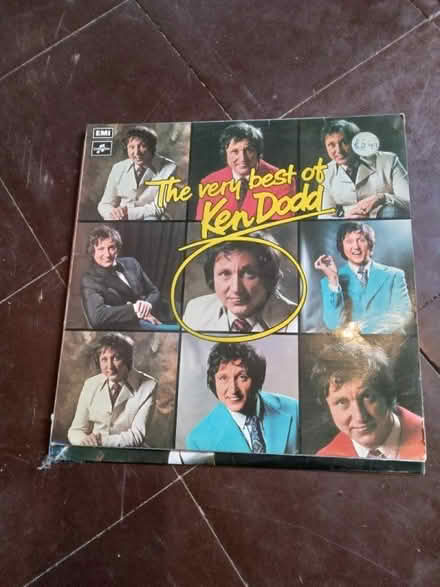 EMI
The very best of
Ken Dodd